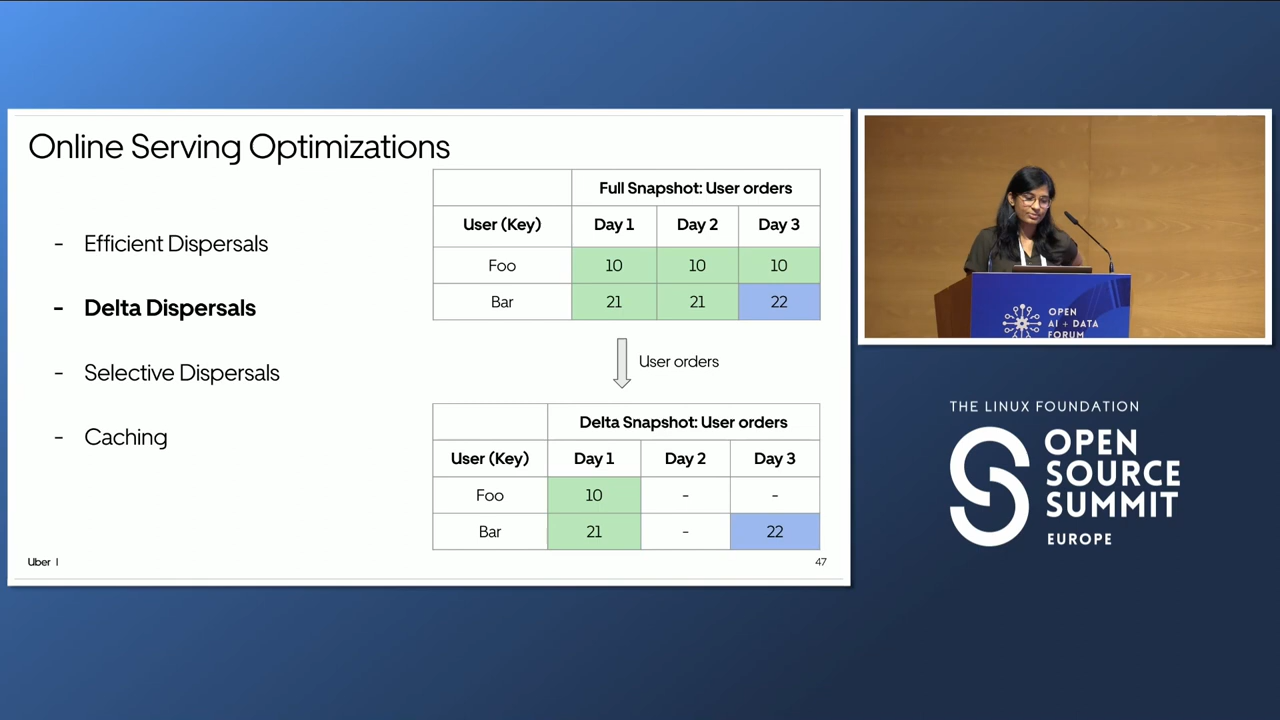 Online Serving Optimizations
- Efficient Dispersals
- Delta Dispersals
- Selective Dispersals
- Caching
Full Snapshot: User orders
User (Key) Day 1 Day 2 Day 3
Foo 10 10 10
Bar 21 21 22
User orders
Delta Snapshot: User orders
User (Key) Day 1 Day 2 Day 3
Foo 10 - -
Bar 21 - 22
Uber |
47
OPEN
AI + DATA
FORUM
THE LINUX FOUNDATION
OPEN
SOURCE
SUMMIT
EUROPE